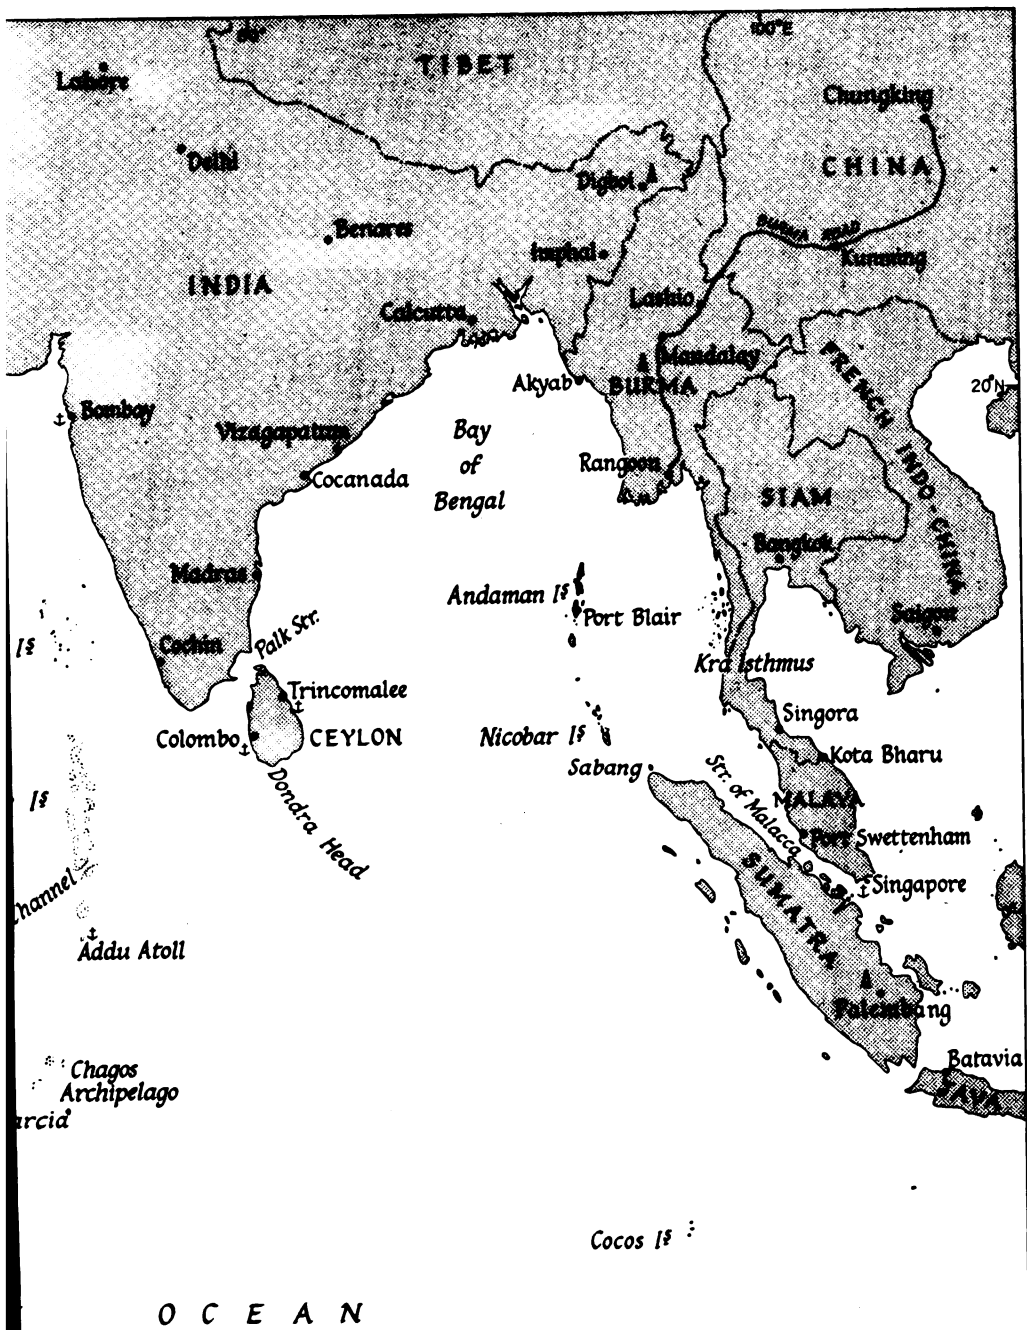 80°
100°E
TIBET
Lahore
Chungking
Delhi
CHINA
Digboi
Benares
BURMA ROAD
Imphal
Kunming
INDIA
Lashio
Calcutta
Mandalay
FRENCH INDO-CHINA
Akyab
BURMA
20°N
Bombay
Vizagapatam
Bay
of
Bengal
Rangoon
Cocanada
SIAM
Bangkok
Madras
Andaman Is
Port Blair
Saigon
Palk Str.
Is
Cochin
Kra Isthmus
Trincomalee
Singora
Colombo
CEYLON
Nicobar Is
Kota Bharu
Sabang
Str. of Malacca
Is
Dondra Head
MALAYA
Port Swettenham
SUMATRA
Singapore
Channel
Addu Atoll
Palembang
Batavia
Chagos
Archipelago
JAVA
arcia
Cocos Is
OCEAN